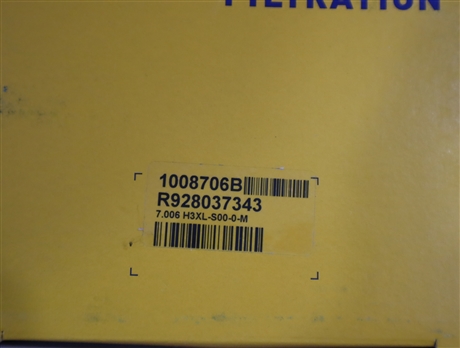 FILTRATION
1008706B
R928037343
7.006 H3XL-S00-0-M